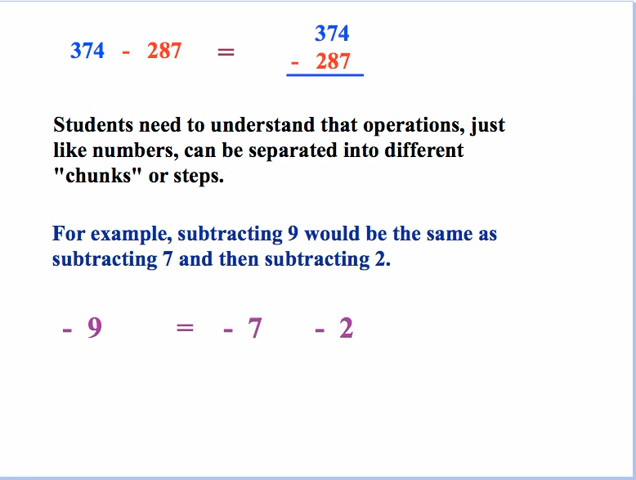 374 - 287 =
374
- 287
Students need to understand that operations, just
like numbers, can be separated into different
"chunks" or steps.
For example, subtracting 9 would be the same as
subtracting 7 and then subtracting 2.
- 9 = - 7 - 2